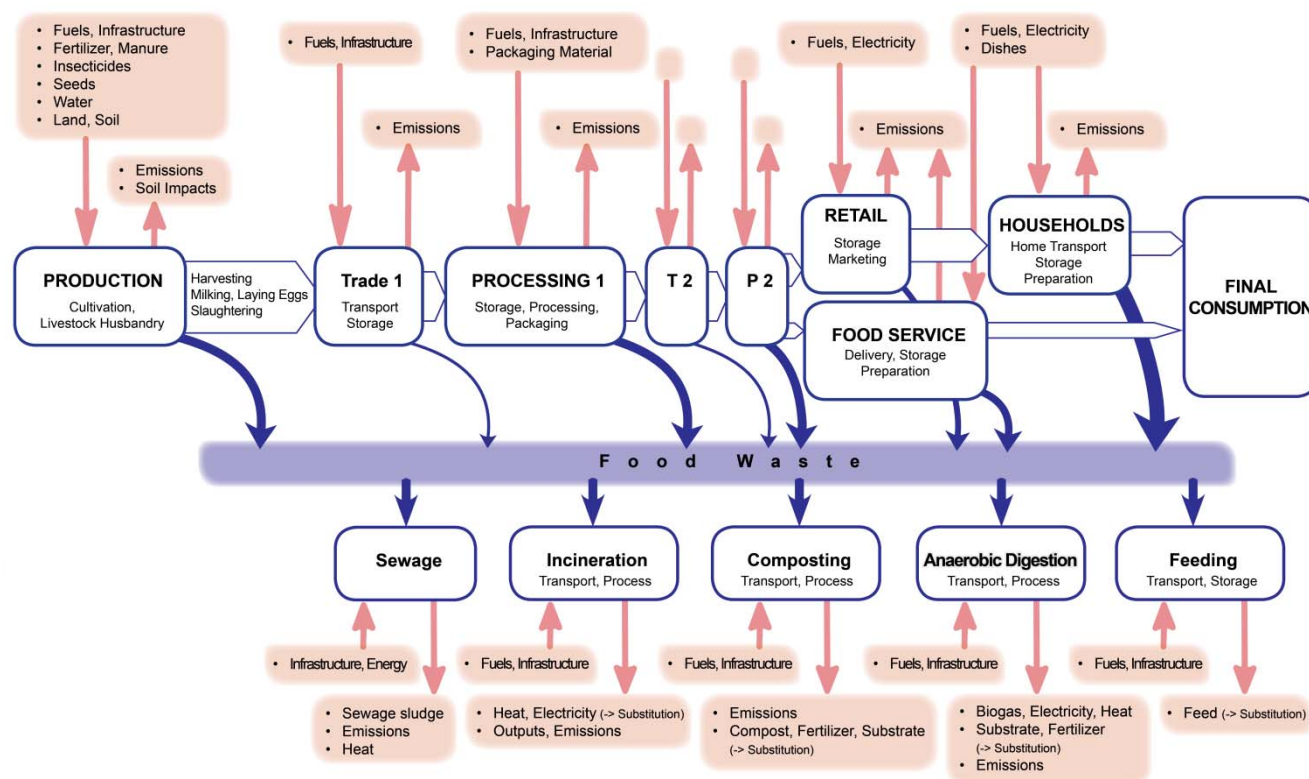 • Fuels, Infrastructure
• Fertilizer, Manure
• Insecticides
• Seeds
• Water
• Land, Soil
• Emissions
• Soil Impacts
• Fuels, Infrastructure
• Emissions
• Fuels, Infrastructure
• Packaging Material
• Emissions
• Fuels, Electricity
• Emissions
• Fuels, Electricity
• Dishes
• Emissions
PRODUCTION
Cultivation,
Livestock Husbandry
Harvesting
Milking, Laying Eggs
Slaughtering
Trade 1
Transport
Storage
PROCESSING 1
Storage, Processing,
Packaging
T 2
P 2
RETAIL
Storage
Marketing
FOOD SERVICE
Delivery, Storage
Preparation
HOUSEHOLDS
Home Transport
Storage
Preparation
FINAL
CONSUMPTION
Food Waste
Sewage
Incineration
Transport, Process
Composting
Transport, Process
Anaerobic Digestion
Transport, Process
Feeding
Transport, Storage
• Infrastructure, Energy
• Fuels, Infrastructure
• Fuels, Infrastructure
• Fuels, Infrastructure
• Fuels, Infrastructure
• Sewage sludge
• Emissions
• Heat
• Heat, Electricity (-> Substitution)
• Outputs, Emissions
• Emissions
• Compost, Fertilizer, Substrate
(-> Substitution)
• Biogas, Electricity, Heat
• Substrate, Fertilizer
(-> Substitution)
• Emissions
• Feed (-> Substitution)